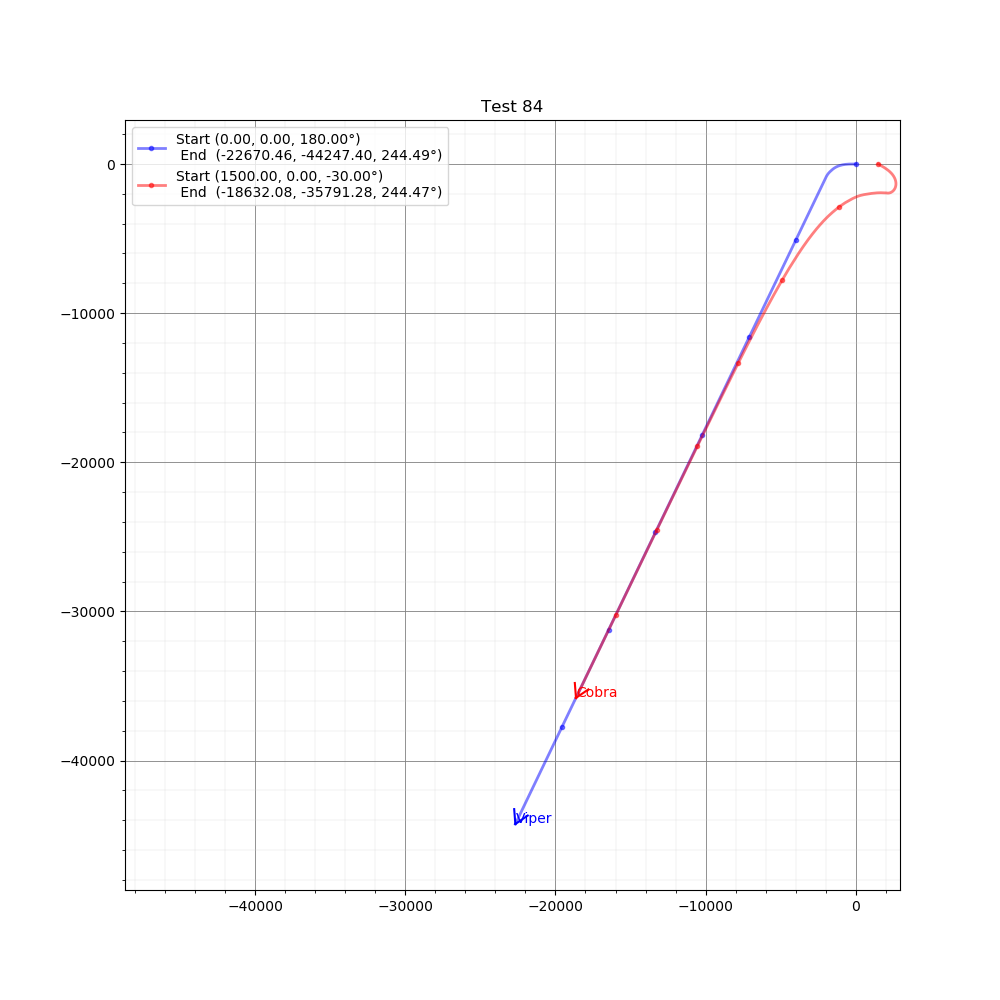 Test 84
Start (0.00, 0.00, 180.00°)
End (-22670.46, -44247.40, 244.49°)
Start (1500.00, 0.00, -30.00°)
End (-18632.08, -35791.28, 244.47°)
0
−10000
−20000
−30000
−40000
Cobra
Viper
−40000
−30000
−20000
−10000
0